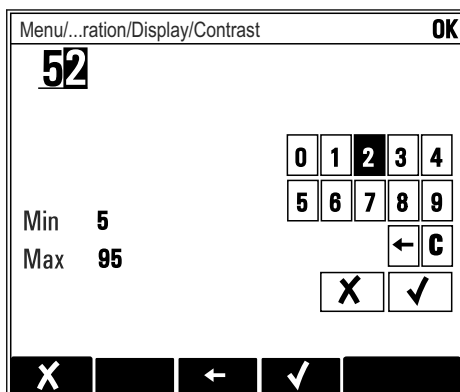 Menu/...ration/Display/Contrast OK
52
0 1 2 3 4
5 6 7 8 9
Min 5
← C
Max 95
X ✓
X ← ✓